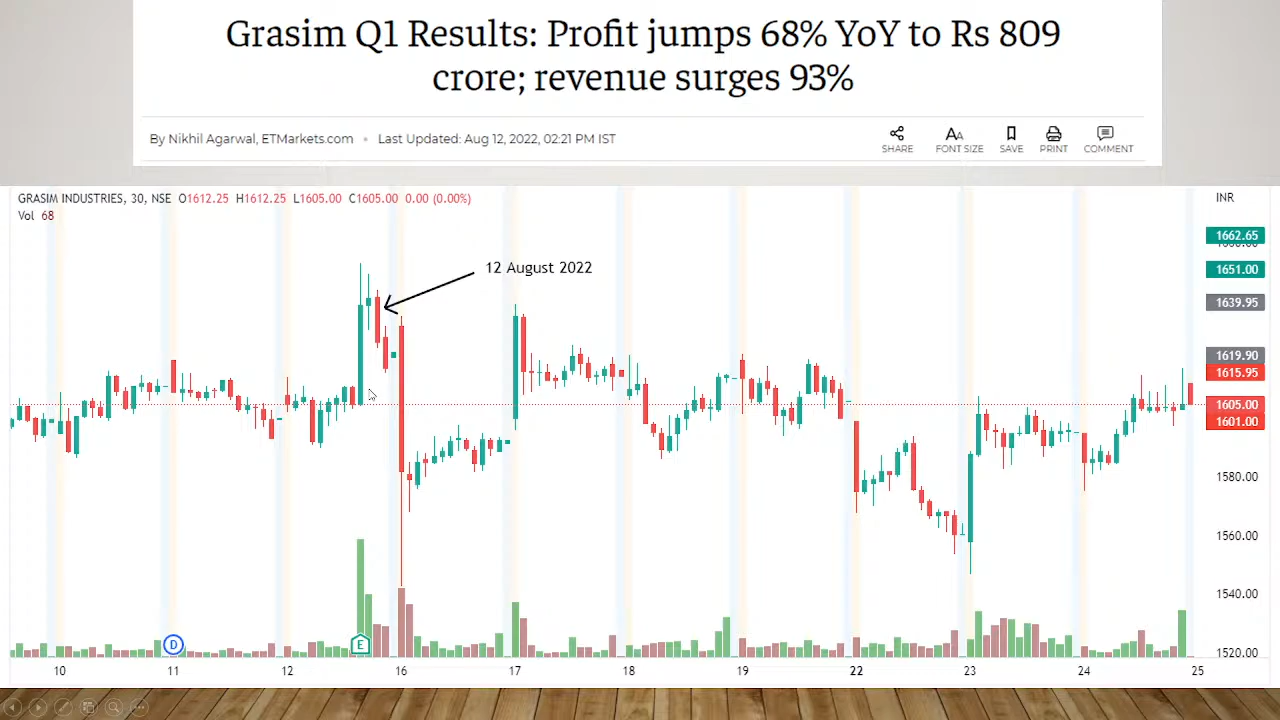 Grasim Q1 Results: Profit jumps 68% YoY to Rs 809
crore; revenue surges 93%
By Nikhil Agarwal, ETMarkets.com • Last Updated: Aug 12, 2022, 02:21 PM IST
SHARE FONT SIZE SAVE PRINT COMMENT
GRASIM INDUSTRIES, 30, NSE O1612.25 H1612.25 L1605.00 C1605.00 0.00 (0.00%)
INR
Vol 68
1662.65
1651.00
12 August 2022
1639.95
1619.90
1615.95
1605.00
1601.00
1580.00
1560.00
1540.00
D
E
1520.00
10 11 12 16 17 18 19 22 23 24 25